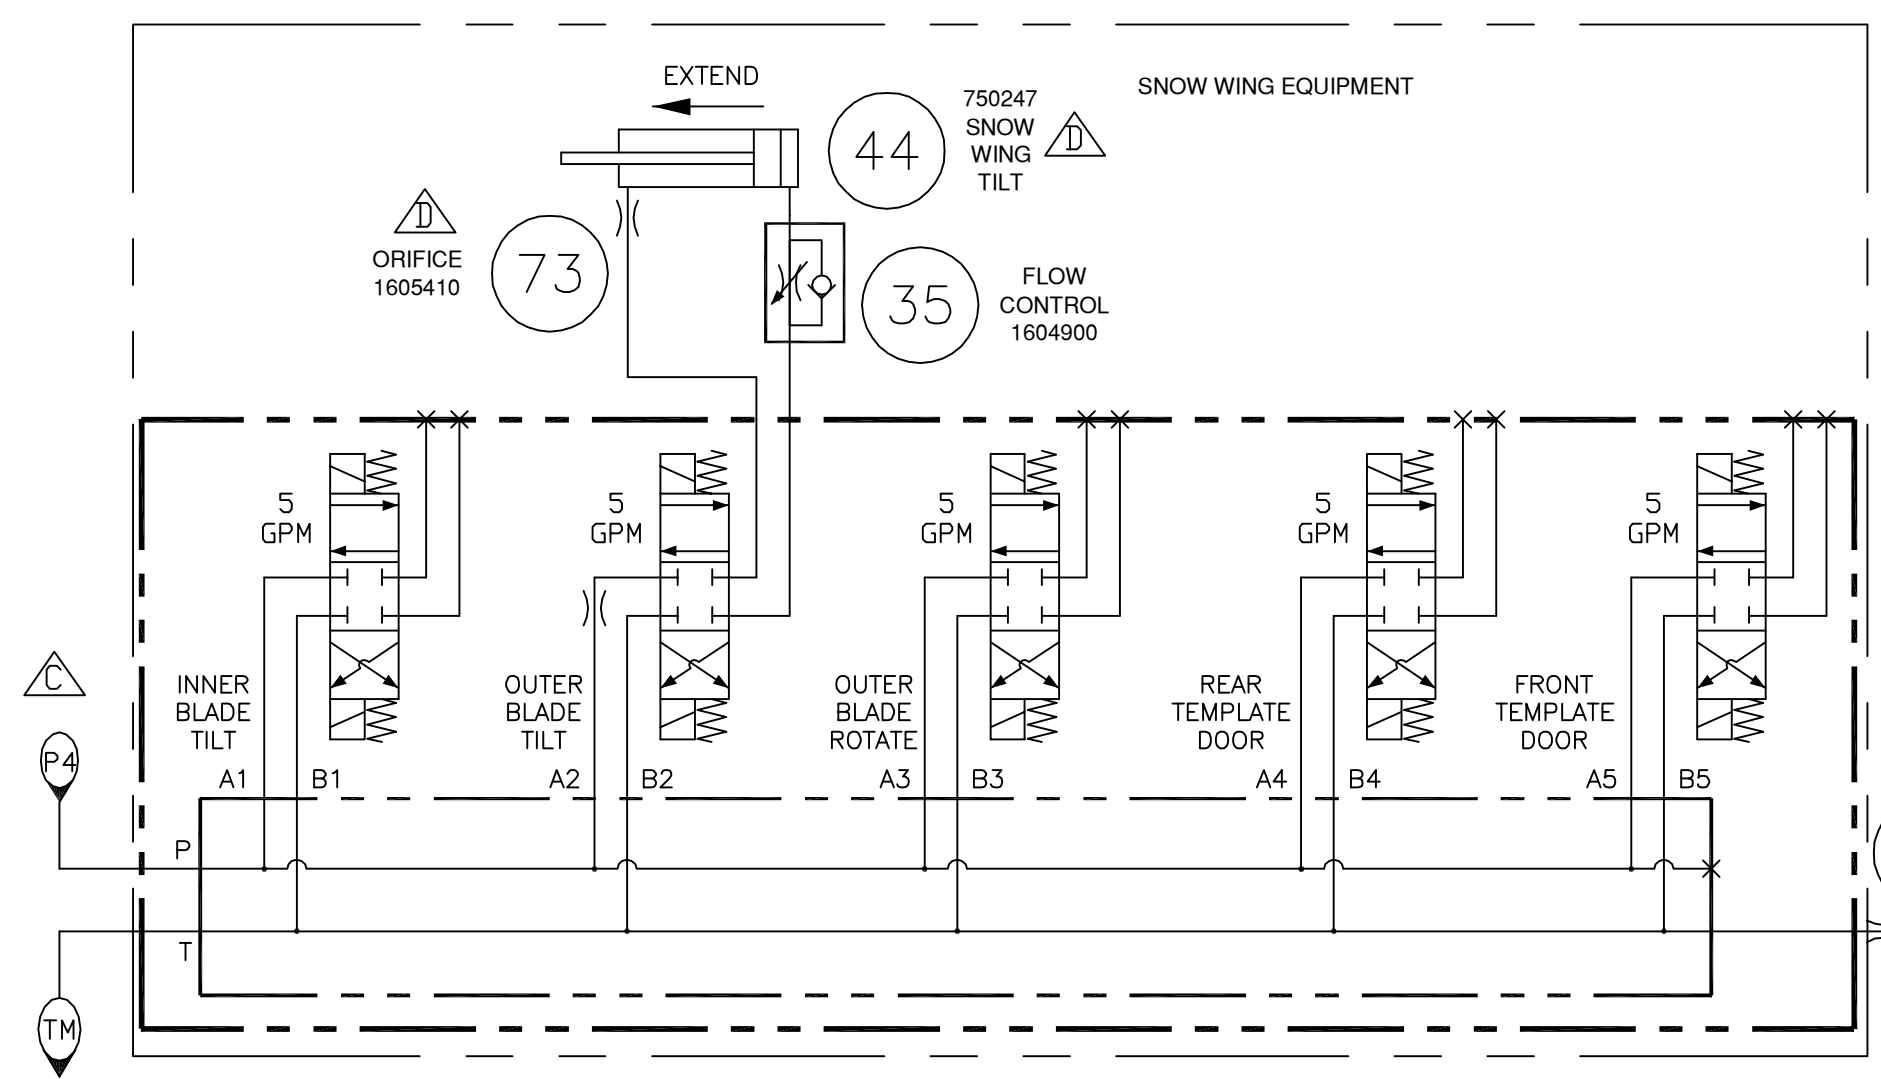 EXTEND
SNOW WING EQUIPMENT
44
750247
SNOW
WING
TILT
D
D
ORIFICE
1605410
73
35
FLOW
CONTROL
1604900
5
GPM
5
GPM
5
GPM
5
GPM
5
GPM
C
INNER
BLADE
TILT
OUTER
BLADE
TILT
OUTER
BLADE
ROTATE
REAR
TEMPLATE
DOOR
FRONT
TEMPLATE
DOOR
P4
A1 B1 A2 B2 A3 B3 A4 B4 A5 B5
P
T
TM